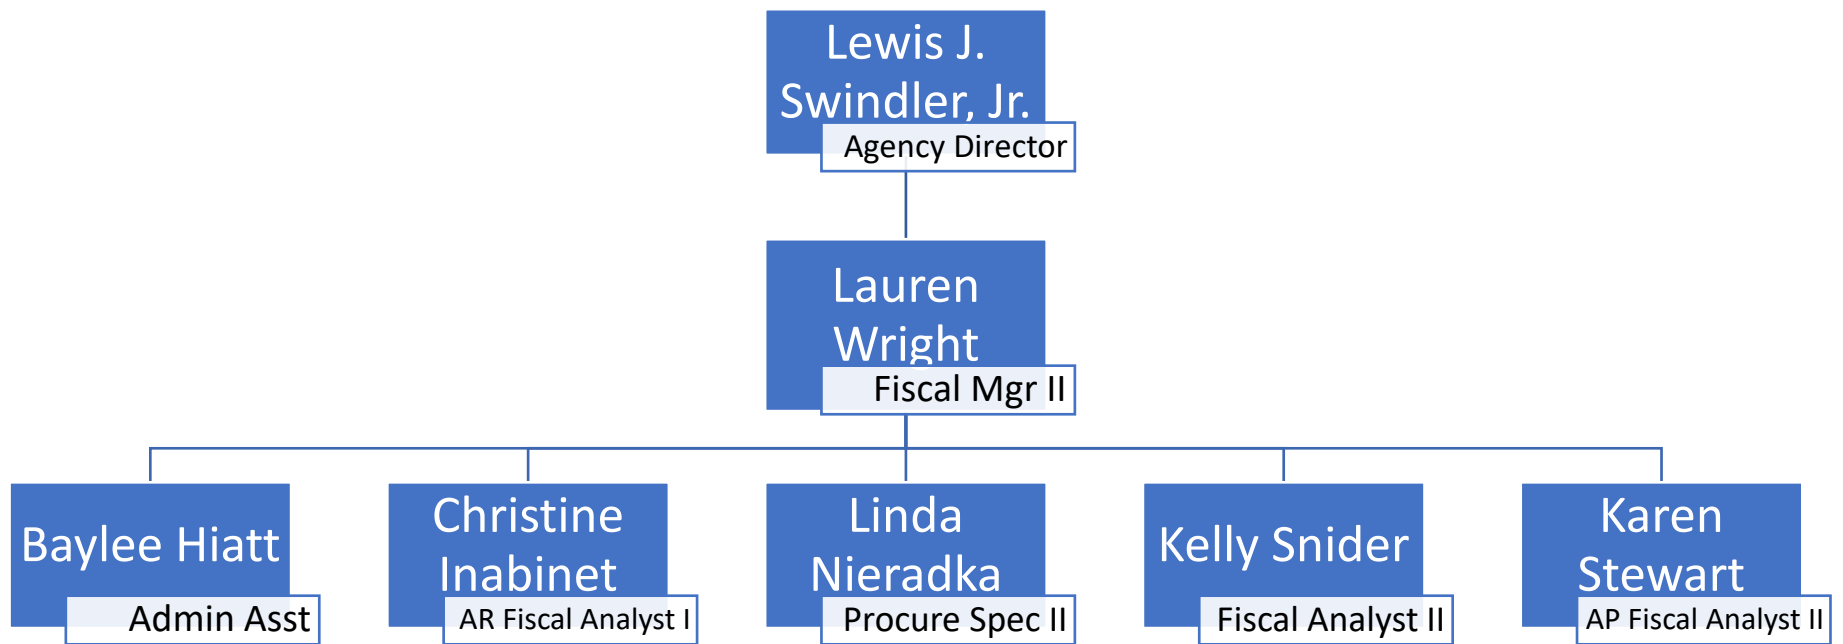 Lewis J.
Swindler, Jr.
Agency Director
Lauren
Wright
Fiscal Mgr II
Baylee Hiatt
Admin Asst
Christine
Inabinet
AR Fiscal Analyst I
Linda
Nieradka
Procure Spec II
Kelly Snider
Fiscal Analyst II
Karen
Stewart
AP Fiscal Analyst II